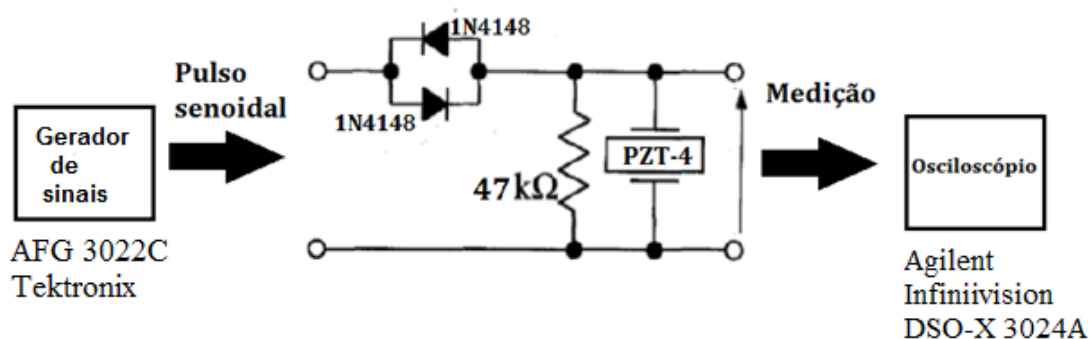 1N4148
Pulso
senoidal
1N4148
Gerador
de
sinais
AFG 3022C
Tektronix
47kΩ
PZT-4
Medição
Osciloscópio
Agilent
Infiniivision
DSO-X 3024A